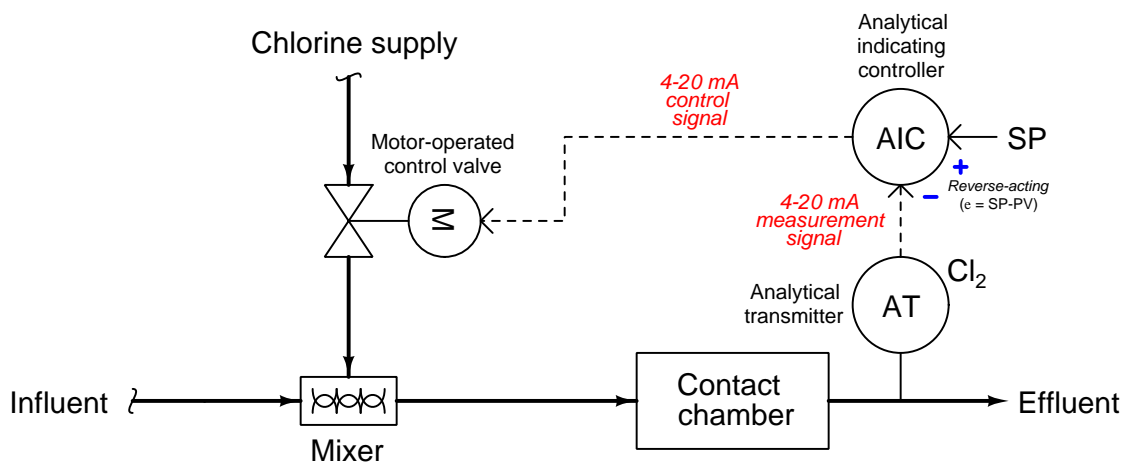 Chlorine supply
Analytical
indicating
controller
4-20 mA
control
signal
Motor-operated
control valve
AIC
SP
+
−
Reverse-acting
(e = SP-PV)
M
4-20 mA
measurement
signal
Cl2
Analytical
transmitter
AT
Influent
Mixer
Contact
chamber
Effluent